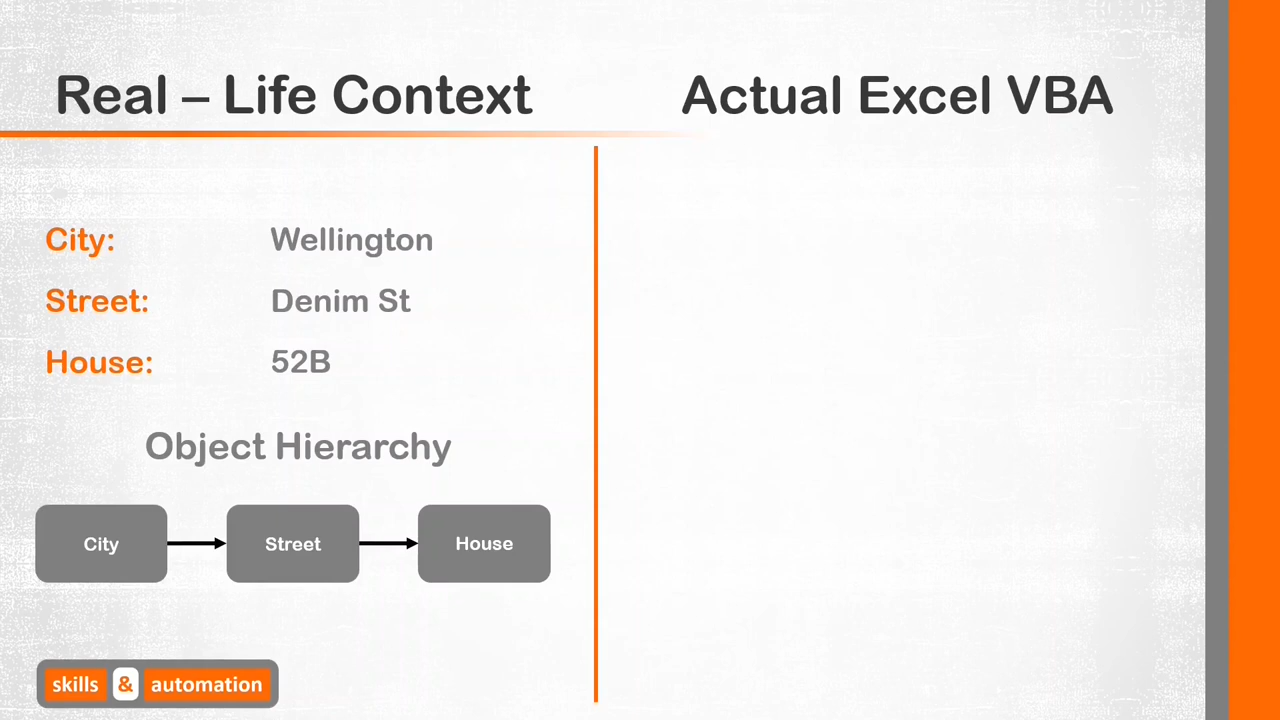 Real – Life Context
Actual Excel VBA
City: Wellington
Street: Denim St
House: 52B
Object Hierarchy
City Street House
skills & automation